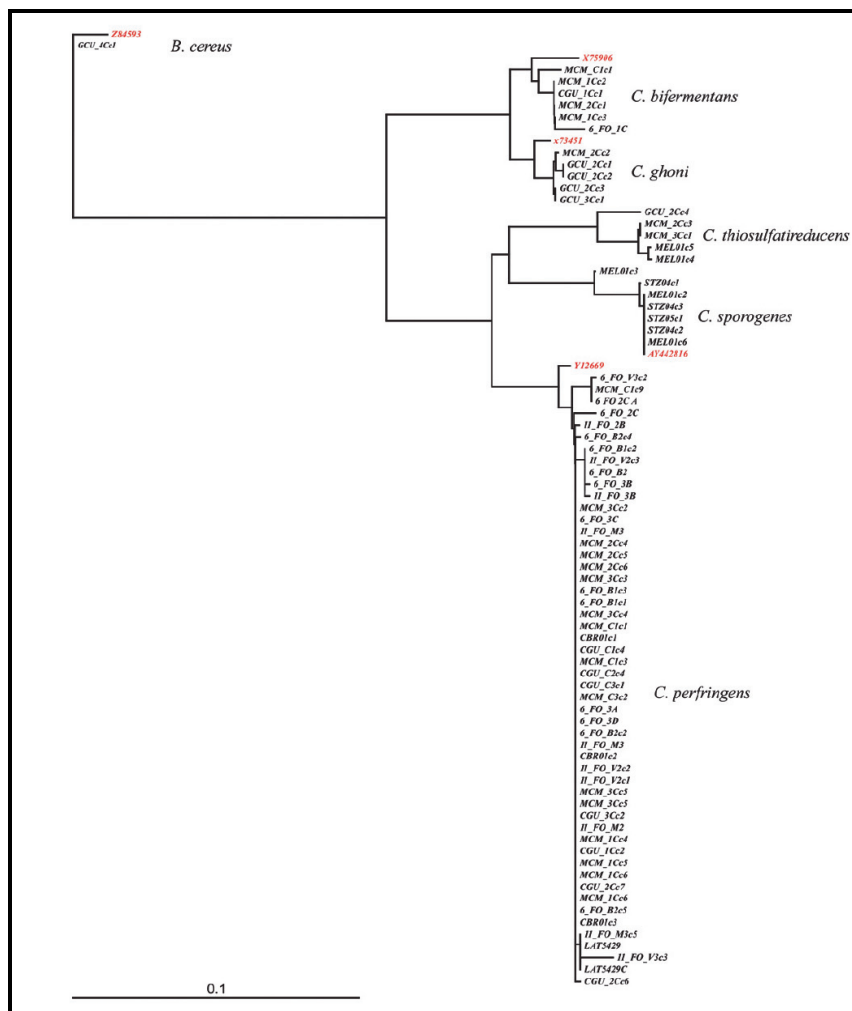 Z84593
GCU_4Cc1
B. cereus
X75906
MCM_C1c1
MCM_1Cc2
CGU_1Cc1
MCM_2Cc1
MCM_1Cc3
6_FO_1C
C. bifermentans
x73451
MCM_2Cc2
GCU_2Cc1
GCU_2Cc2
GCU_2Cc3
GCU_3Cc1
C. ghoni
GCU_2Cc4
MCM_2Cc3
MCM_3Cc1
MEL01c5
MEL01c4
C. thiosulfatireducens
MEL01c3
STZ04c1
MEL01c2
STZ04c3
STZ05c1
STZ04c2
MEL01c6
AY442816
C. sporogenes
Y12669
6_FO_V3c2
MCM_C1c9
6 FO 2C A
6_FO_2C
II_FO_2B
6_FO_B2c4
6_FO_B1c2
II_FO_V2c3
6_FO_B2
6_FO_3B
II_FO_3B
MCM_3Cc2
6_FO_3C
II_FO_M3
MCM_2Cc4
MCM_2Cc5
MCM_2Cc6
MCM_3Cc3
6_FO_B1c3
6_FO_B1c1
MCM_3Cc4
MCM_C1c1
CBR01c1
CGU_C1c4
MCM_C1c3
CGU_C2c4
CGU_C3c1
MCM_C3c2
6_FO_3A
6_FO_3D
6_FO_B2c2
II_FO_M3
CBR01c2
II_FO_V2c2
II_FO_V2c1
MCM_3Cc5
MCM_3Cc5
CGU_3Cc2
II_FO_M2
MCM_1Cc4
CGU_1Cc2
MCM_1Cc5
MCM_1Cc6
CGU_2Cc7
MCM_1Cc6
6_FO_B2c5
CBR01c3
II_FO_M3c5
LAT5429
II_FO_V3c3
LAT5429C
CGU_2Cc6
C. perfringens
0.1